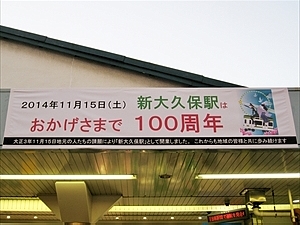 2014年11月15日(土) 新大久保駅は
おかげさまで 100周年
大正3年11月15日地元の人たちの請願により「新大久保駅」として開業しました。これからも地域の皆様と共に歩み続けます